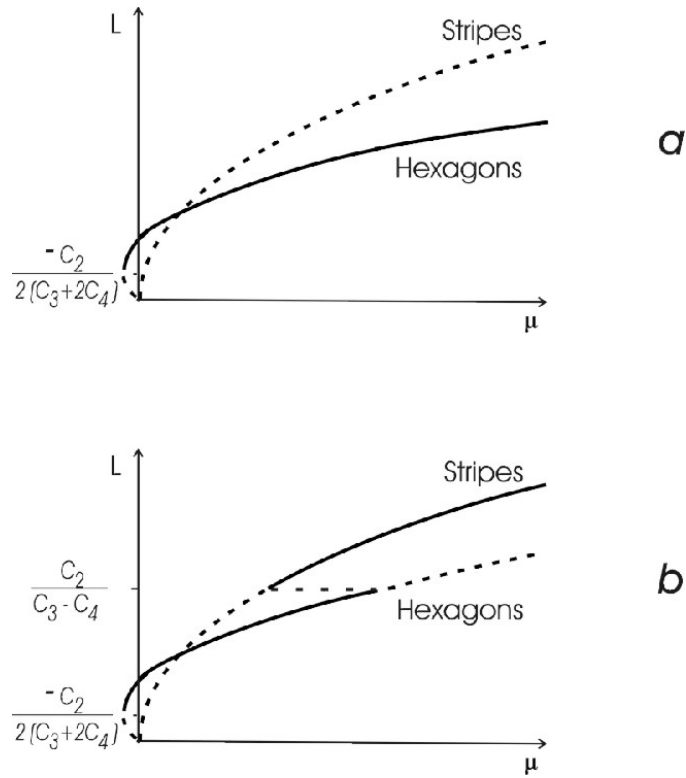 L
Stripes
a
Hexagons
-C₂
2(C₃+2C₄)
μ
L
Stripes
C₂
C₃-C₄
b
Hexagons
-C₂
2(C₃+2C₄)
μ